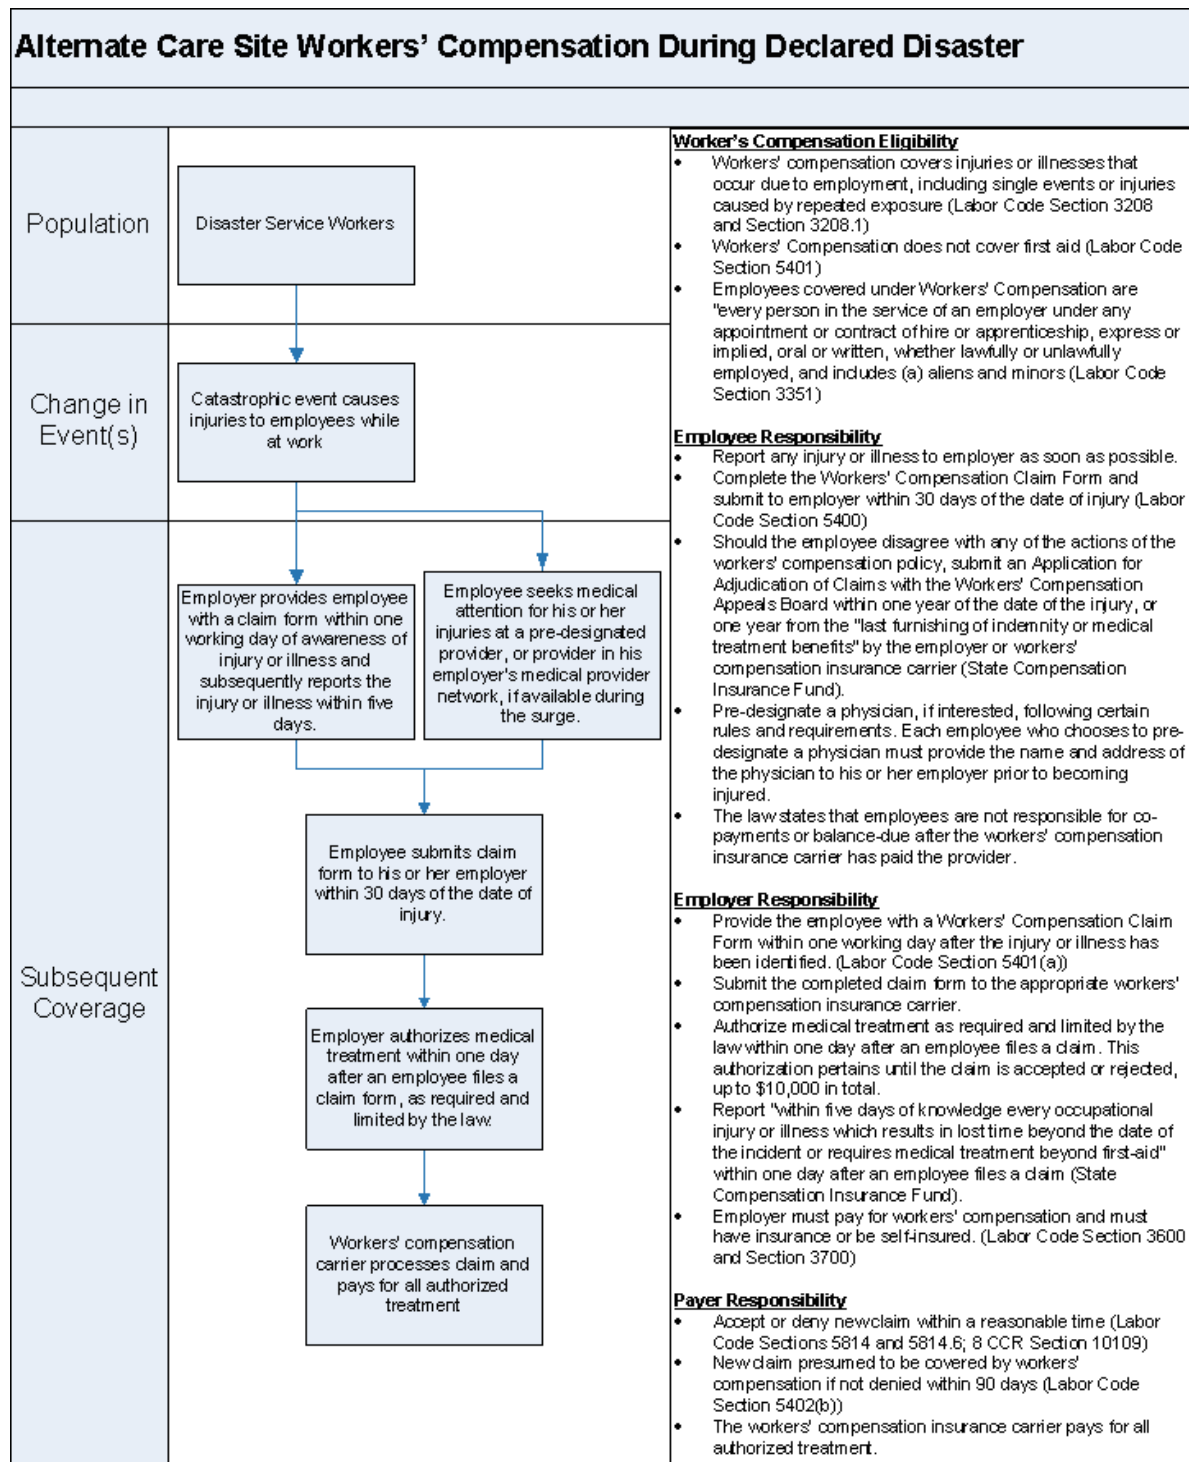 Alternate Care Site Workers' Compensation During Declared Disaster
Population
Disaster Service Workers
Change in
Event(s)
Catastrophic event causes
injuries to employees while
at work
Subsequent
Coverage
Employer provides employee
with a claim form within one
working day of awareness of
injury or illness and
subsequently reports the
injury or illness within five
days.
Employee seeks medical
attention for his or her
injuries at a pre-designated
provider, or provider in his
employer's medical provider
network, if available during
the surge.
Employee submits claim
form to his or her employer
within 30 days of the date of
injury.
Employer authorizes medical
treatment within one day
after an employee files a
claim form, as required and
limited by the law.
Workers' compensation
carrier processes claim and
pays for all authorized
treatment
Worker's Compensation Eligibility
• Workers' compensation covers injuries or illnesses that
occur due to employment, including single events or injuries
caused by repeated exposure (Labor Code Section 3208
and Section 3208.1)
• Workers' Compensation does not cover first aid (Labor Code
Section 5401)
• Employees covered under Workers' Compensation are
"every person in the service of an employer under any
appointment or contract of hire or apprenticeship, express or
implied, oral or written, whether lawfully or unlawfully
employed, and includes (a) aliens and minors (Labor Code
Section 3351)
Employee Responsibility
• Report any injury or illness to employer as soon as possible.
• Complete the Workers' Compensation Claim Form and
submit to employer within 30 days of the date of injury (Labor
Code Section 5400)
• Should the employee disagree with any of the actions of the
workers' compensation policy, submit an Application for
Adjudication of Claims with the Workers' Compensation
Appeals Board within one year of the date of the injury, or
one year from the "last furnishing of indemnity or medical
treatment benefits" by the employer or workers'
compensation insurance carrier (State Compensation
Insurance Fund).
• Pre-designate a physician, if interested, following certain
rules and requirements. Each employee who chooses to pre-
designate a physician must provide the name and address of
the physician to his or her employer prior to becoming
injured.
• The law states that employees are not responsible for co-
payments or balance-due after the workers' compensation
insurance carrier has paid the provider.
Employer Responsibility
• Provide the employee with a Workers' Compensation Claim
Form within one working day after the injury or illness has
been identified. (Labor Code Section 5401(a))
• Submit the completed claim form to the appropriate workers'
compensation insurance carrier.
• Authorize medical treatment as required and limited by the
law within one day after an employee files a claim. This
authorization pertains until the claim is accepted or rejected,
up to $10,000 in total.
• Report "within five days of knowledge every occupational
injury or illness which results in lost time beyond the date of
the incident or requires medical treatment beyond first-aid"
within one day after an employee files a claim (State
Compensation Insurance Fund).
• Employer must pay for workers' compensation and must
have insurance or be self-insured. (Labor Code Section 3600
and Section 3700)
Payer Responsibility
• Accept or deny new claim within a reasonable time (Labor
Code Sections 5814 and 5814.6; 8 CCR Section 10109)
• New claim presumed to be covered by workers'
compensation if not denied within 90 days (Labor Code
Section 5402(b))
• The workers' compensation insurance carrier pays for all
authorized treatment.